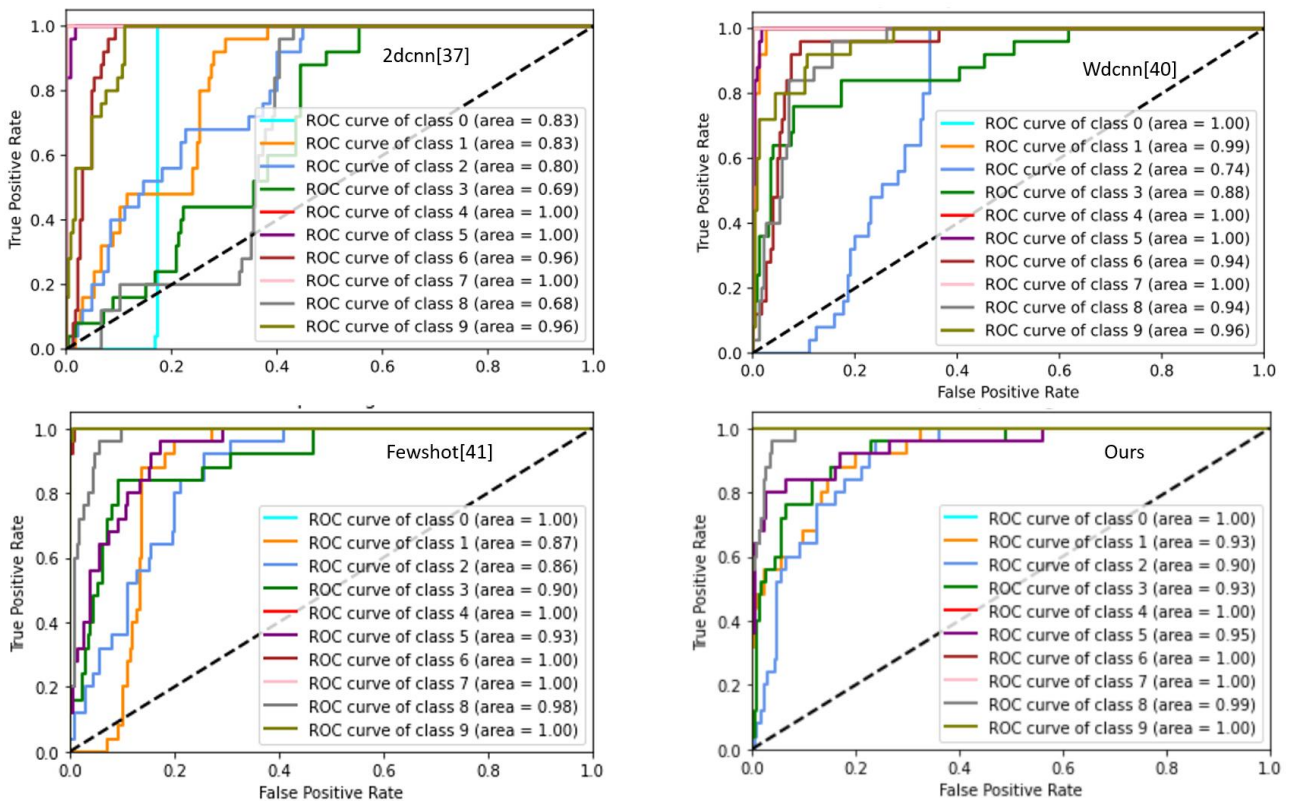 2dcnn[37]
True Positive Rate
1.0
0.8
0.6
0.4
0.2
0.0
ROC curve of class 0 (area = 0.83)
ROC curve of class 1 (area = 0.83)
ROC curve of class 2 (area = 0.80)
ROC curve of class 3 (area = 0.69)
ROC curve of class 4 (area = 1.00)
ROC curve of class 5 (area = 1.00)
ROC curve of class 6 (area = 0.96)
ROC curve of class 7 (area = 1.00)
ROC curve of class 8 (area = 0.68)
ROC curve of class 9 (area = 0.96)
0.0 0.2 0.4 0.6 0.8 1.0
Wdcnn[40]
True Positive Rate
1.0
0.8
0.6
0.4
0.2
0.0
ROC curve of class 0 (area = 1.00)
ROC curve of class 1 (area = 0.99)
ROC curve of class 2 (area = 0.74)
ROC curve of class 3 (area = 0.88)
ROC curve of class 4 (area = 1.00)
ROC curve of class 5 (area = 1.00)
ROC curve of class 6 (area = 0.94)
ROC curve of class 7 (area = 1.00)
ROC curve of class 8 (area = 0.94)
ROC curve of class 9 (area = 0.96)
0.0 0.2 0.4 0.6 0.8 1.0
False Positive Rate
Fewshot[41]
True Positive Rate
1.0
0.8
0.6
0.4
0.2
0.0
ROC curve of class 0 (area = 1.00)
ROC curve of class 1 (area = 0.87)
ROC curve of class 2 (area = 0.86)
ROC curve of class 3 (area = 0.90)
ROC curve of class 4 (area = 1.00)
ROC curve of class 5 (area = 0.93)
ROC curve of class 6 (area = 1.00)
ROC curve of class 7 (area = 1.00)
ROC curve of class 8 (area = 0.98)
ROC curve of class 9 (area = 1.00)
0.0 0.2 0.4 0.6 0.8 1.0
False Positive Rate
Ours
True Positive Rate
1.0
0.8
0.6
0.4
0.2
0.0
ROC curve of class 0 (area = 1.00)
ROC curve of class 1 (area = 0.93)
ROC curve of class 2 (area = 0.90)
ROC curve of class 3 (area = 0.93)
ROC curve of class 4 (area = 1.00)
ROC curve of class 5 (area = 0.95)
ROC curve of class 6 (area = 1.00)
ROC curve of class 7 (area = 1.00)
ROC curve of class 8 (area = 0.99)
ROC curve of class 9 (area = 1.00)
0.0 0.2 0.4 0.6 0.8 1.0
False Positive Rate